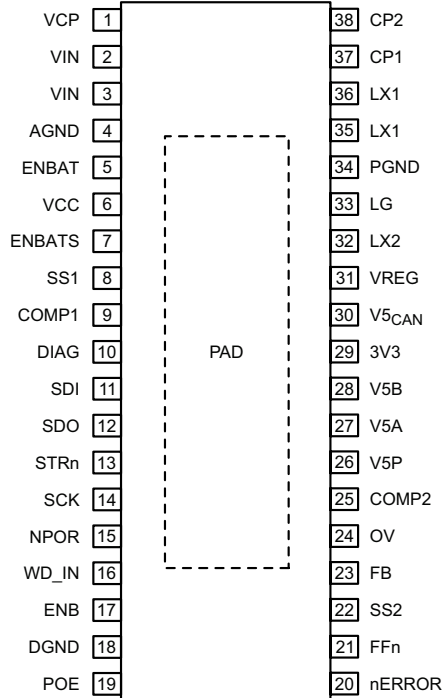 VCP 1
VIN 2
VIN 3
AGND 4
ENBAT 5
VCC 6
ENBATS 7
SS1 8
COMP1 9
DIAG 10
SDI 11
SDO 12
STRn 13
SCK 14
NPOR 15
WD_IN 16
ENB 17
DGND 18
POE 19
PAD
38 CP2
37 CP1
36 LX1
35 LX1
34 PGND
33 LG
32 LX2
31 VREG
30 V5CAN
29 3V3
28 V5B
27 V5A
26 V5P
25 COMP2
24 OV
23 FB
22 SS2
21 FFn
20 nERROR